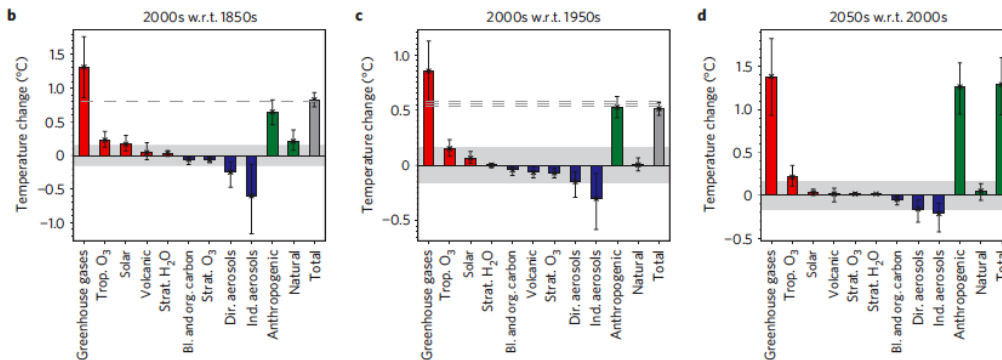 b
2000s w.r.t. 1850s
Temperature change (°C)
1.5
1.0
0.5
0
−0.5
−1.0
Greenhouse gases
Trop. O3
Solar
Volcanic
Strat. H2O
Bl. and org. carbon
Strat. O3
Dir. aerosols
Ind. aerosols
Anthropogenic
Natural
Total
c
2000s w.r.t. 1950s
Temperature change (°C)
1.0
0.5
0
−0.5
Greenhouse gases
Trop. O3
Solar
Strat. H2O
Bl. and org. carbon
Volcanic
Strat. O3
Dir. aerosols
Ind. aerosols
Anthropogenic
Natural
Total
d
2050s w.r.t. 2000s
Temperature change (°C)
1.5
1.0
0.5
0
−0.5
Greenhouse gases
Trop. O3
Solar
Volcanic
Strat. O3
Strat. H2O
Bl. and org. carbon
Dir. aerosols
Ind. aerosols
Anthropogenic
Natural
Total